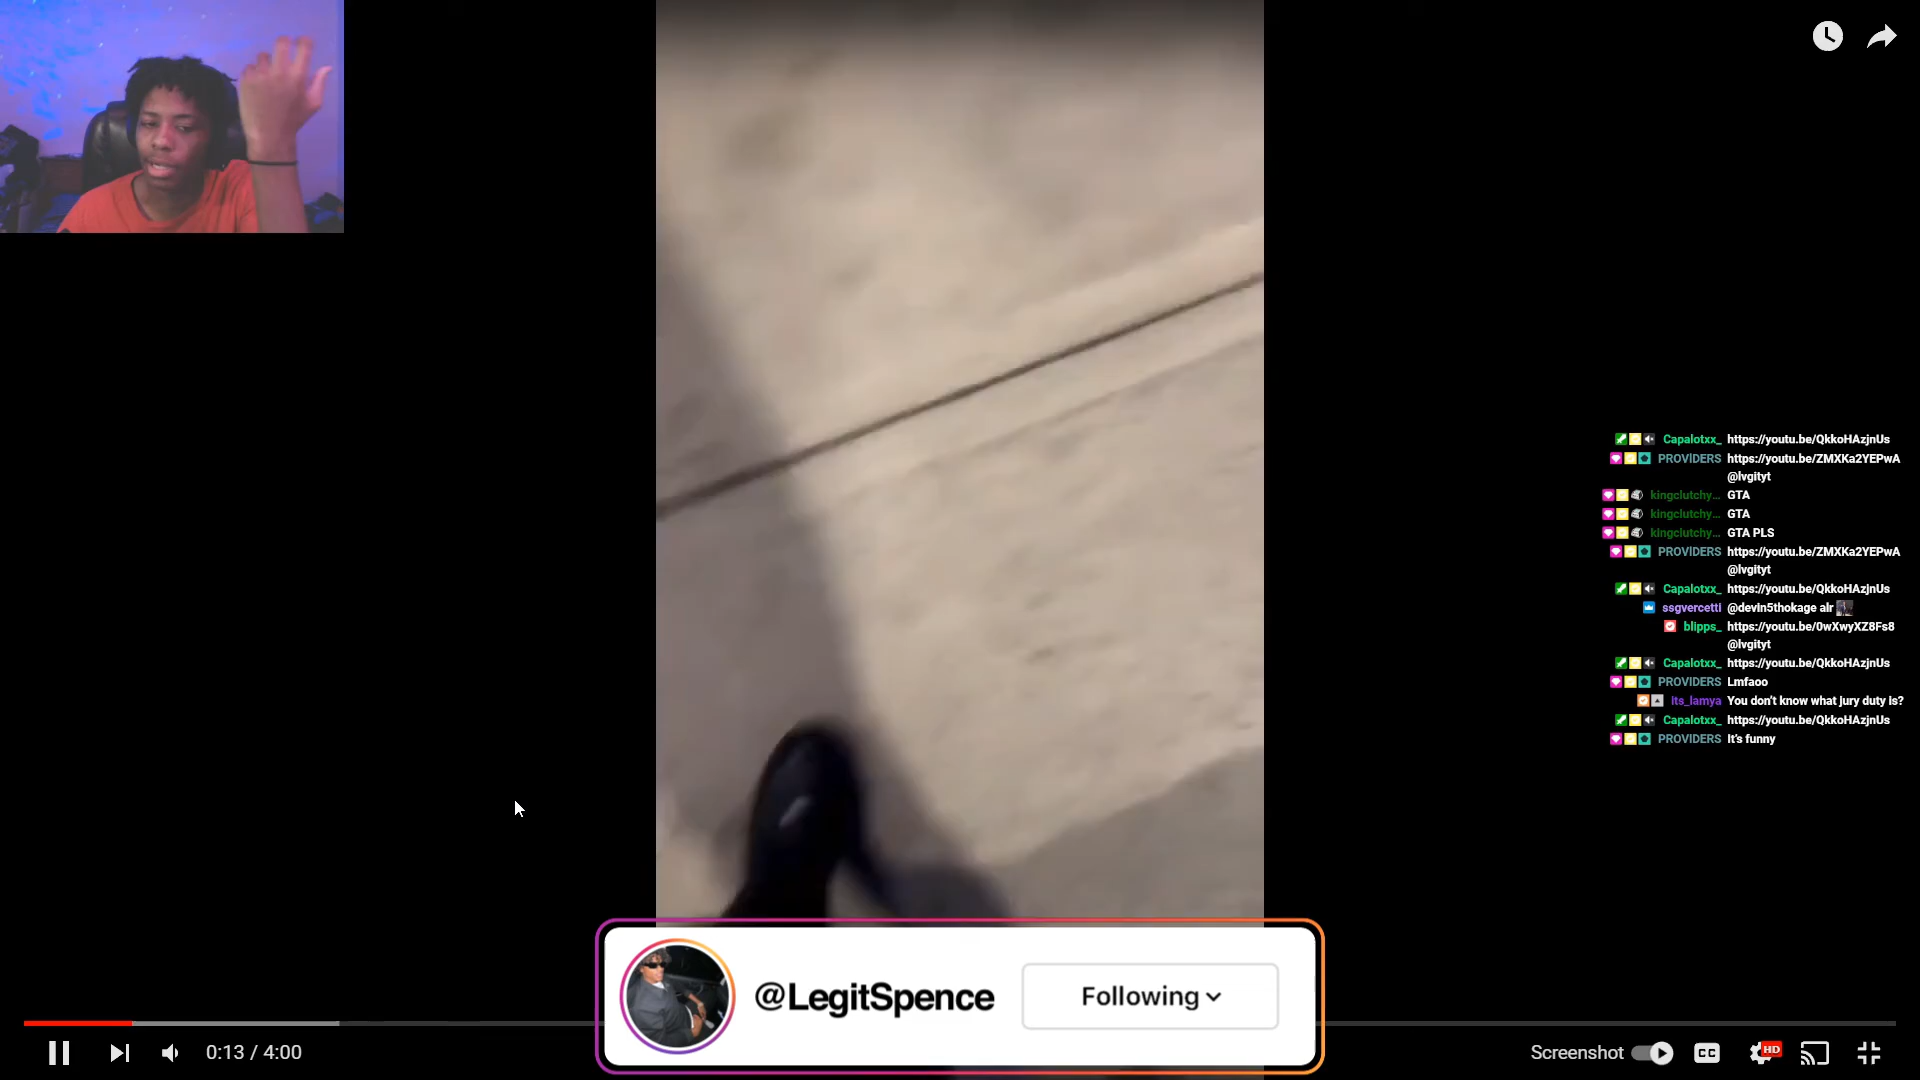 Capalotxx_ https://youtu.be/QkkoHAzjnUs
PROVIDERS https://youtu.be/ZMXKa2YEPwA
@lvgityt
kingclutchy... GTA
kingclutchy... GTA
kingclutchy... GTA PLS
PROVIDERS https://youtu.be/ZMXKa2YEPwA
@lvgityt
Capalotxx_ https://youtu.be/QkkoHAzjnUs
ssgvercetti @devin5thokage alr
blipps_ https://youtu.be/0wXwyXZ8Fs8
@lvgityt
Capalotxx_ https://youtu.be/QkkoHAzjnUs
PROVIDERS Lmfaoo
Its_lamya You don't know what jury duty is?
Capalotxx_ https://youtu.be/QkkoHAzjnUs
PROVIDERS It's funny
@LegitSpence Following
0:13 / 4:00 Screenshot CC HD